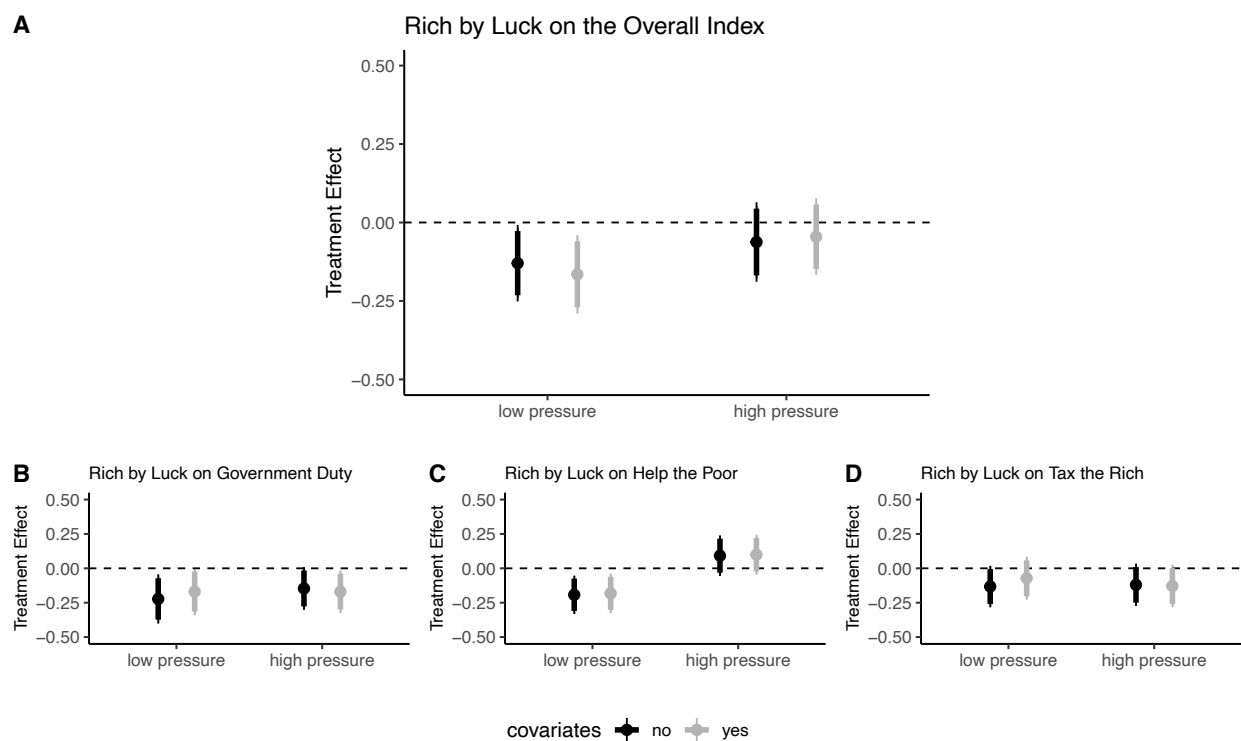 A
Rich by Luck on the Overall Index
Treatment Effect
0.50
0.25
0.00
−0.25
−0.50
low pressure
high pressure
B
Rich by Luck on Government Duty
Treatment Effect
0.50
0.25
0.00
−0.25
−0.50
low pressure
high pressure
C
Rich by Luck on Help the Poor
Treatment Effect
0.50
0.25
0.00
−0.25
−0.50
low pressure
high pressure
D
Rich by Luck on Tax the Rich
Treatment Effect
0.50
0.25
0.00
−0.25
−0.50
low pressure
high pressure
covariates no yes